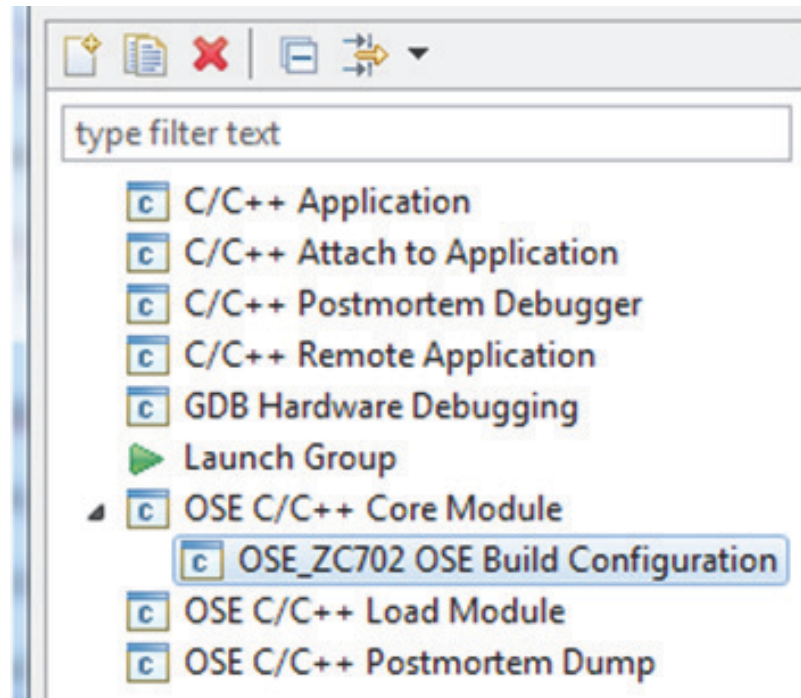 type filter text
C/C++ Application
C/C++ Attach to Application
C/C++ Postmortem Debugger
C/C++ Remote Application
GDB Hardware Debugging
Launch Group
OSE C/C++ Core Module
OSE_ZC702 OSE Build Configuration
OSE C/C++ Load Module
OSE C/C++ Postmortem Dump